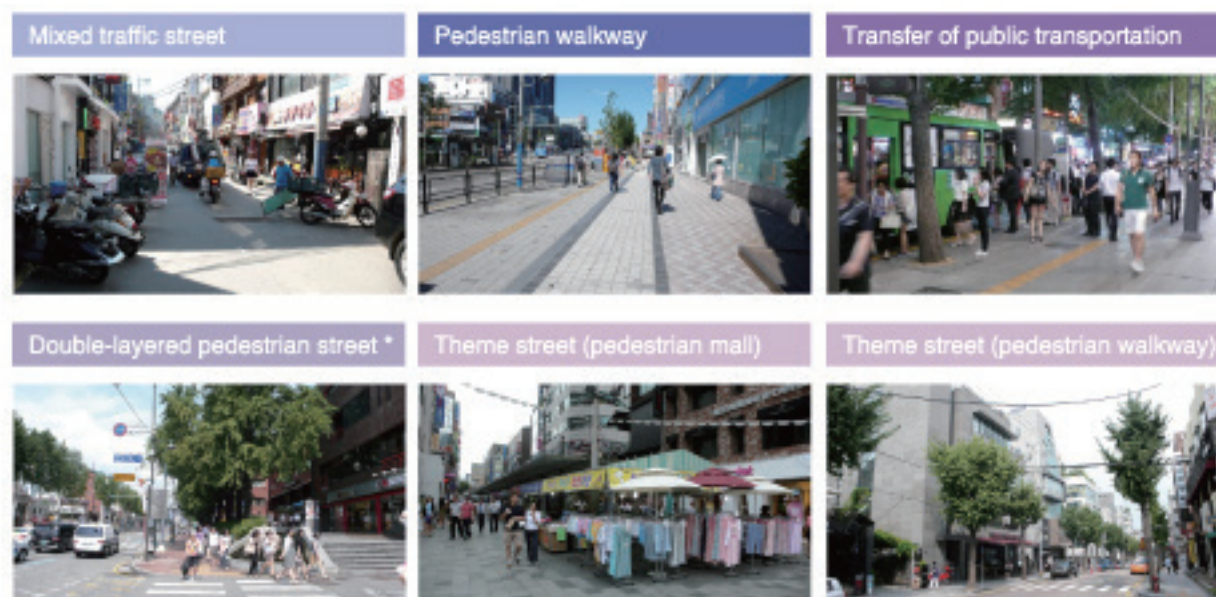 Mixed traffic street
Pedestrian walkway
Transfer of public transportation
Double-layered pedestrian street *
Theme street (pedestrian mall)
Theme street (pedestrian walkway)